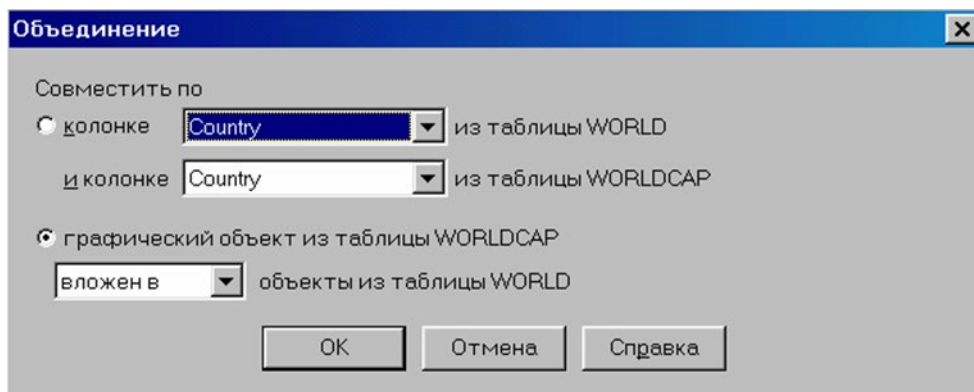 Объединение
Совместить по
колонке Country из таблицы WORLD
и колонке Country из таблицы WORLDCAP
графический объект из таблицы WORLDCAP
вложен в объекты из таблицы WORLD
OK Отмена Справка